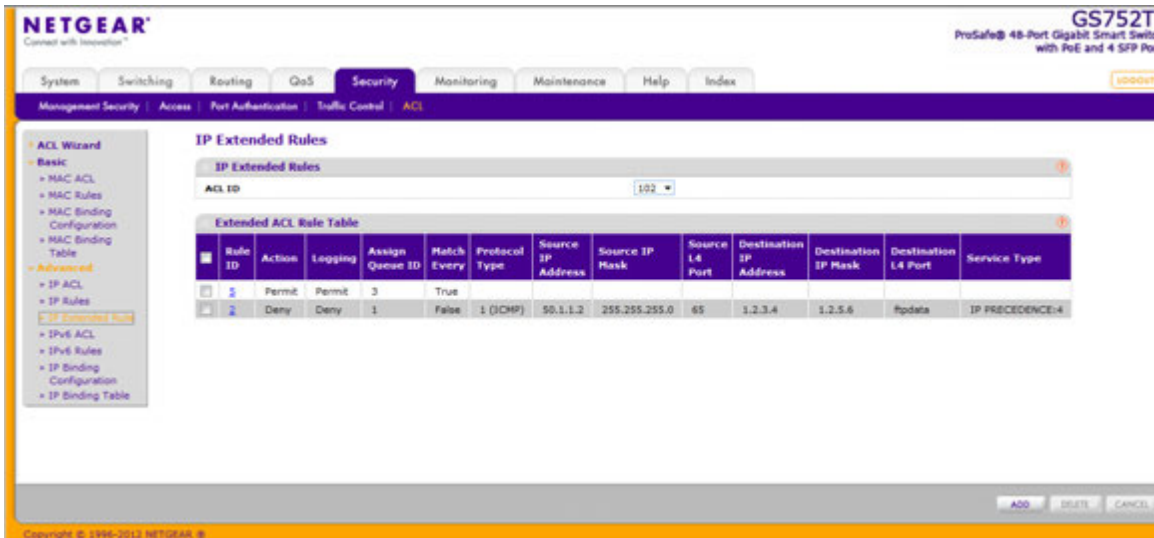 NETGEAR®
Connect with Innovation™
GS752T
ProSafe® 48-Port Gigabit Smart Swit
with PoE and 4 SFP Po
System Switching Routing QoS Security Monitoring Maintenance Help Index
LOGOUT
Management Security | Access | Port Authentication | Traffic Control | ACL
ACL Wizard
Basic
» MAC ACL
» MAC Rules
» MAC Binding
Configuration
» MAC Binding
Table
Advanced
» IP ACL
» IP Rules
» IP Extended Rule
» IPv6 ACL
» IPv6 Rules
» IP Binding
Configuration
» IP Binding Table
IP Extended Rules
IP Extended Rules
ACL ID 102
Extended ACL Rule Table
Rule ID Action Logging Assign Queue ID Match Every Protocol Type Source IP Address Source IP Mask Source L4 Port Destination IP Address Destination IP Mask Destination L4 Port Service Type
5 Permit Permit 3 True
2 Deny Deny 1 False 1 (ICMP) 50.1.1.2 255.255.255.0 65 1.2.3.4 1.2.5.6 ftpdata IP PRECEDENCE:4
ADD DELETE CANCEL
Copyright © 1996-2012 NETGEAR ®